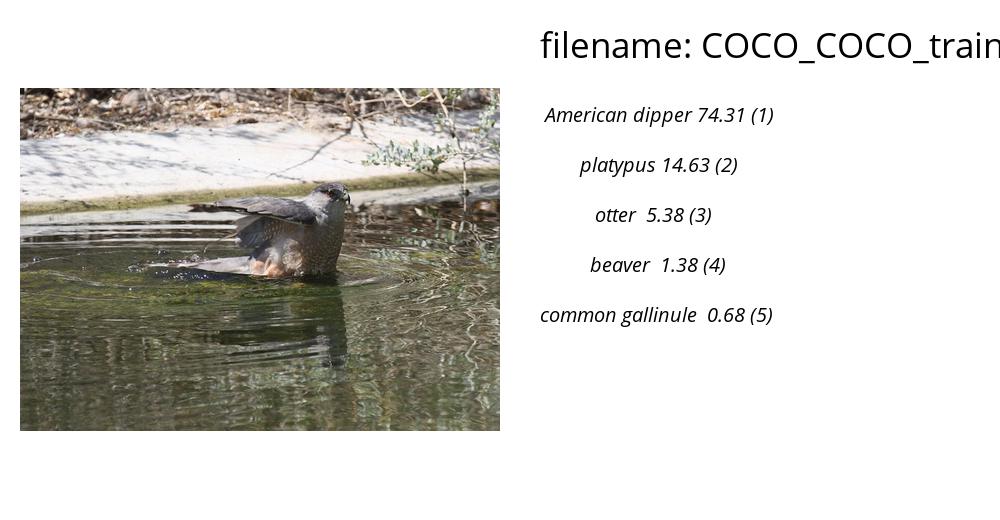 filename: COCO_COCO_train
American dipper 74.31 (1)
platypus 14.63 (2)
otter 5.38 (3)
beaver 1.38 (4)
common gallinule 0.68 (5)